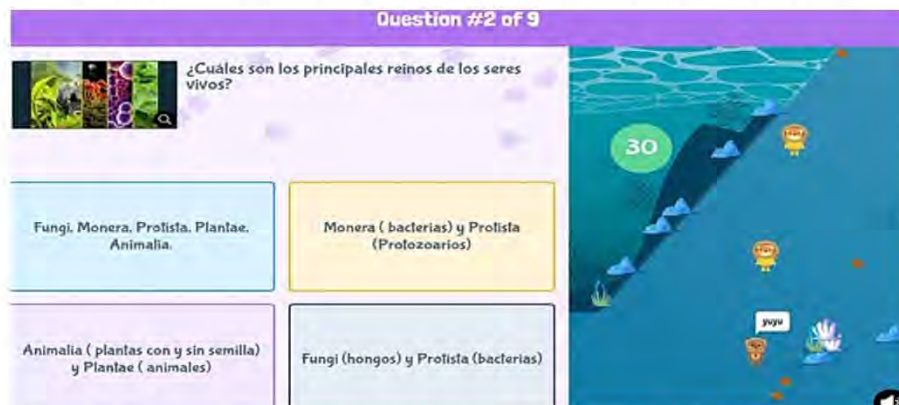 Question #2 of 9
¿Cuáles son los principales reinos de los seres
vivos?
30
Fungi, Monera, Protista, Plantae,
Animalia.
Monera ( bacterias) y Protista
(Protozoarios)
Animalia ( plantas con y sin semilla)
y Plantae ( animales)
Fungi (hongos) y Protista (bacterias)
yuyu